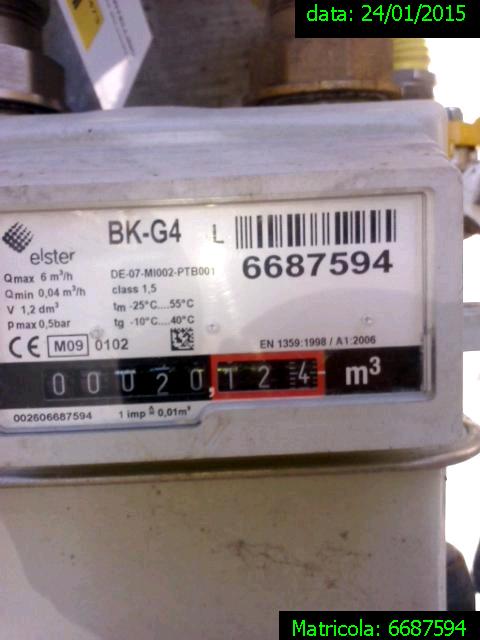 data: 24/01/2015
elster
BK-G4 L
6687594
Qmax 6 m³/h
Qmin 0,04 m³/h
V 1,2 dm³
pmax 0,5bar
DE-07-MI002-PTB001
class 1,5
tm -25°C....55°C
tg -10°C....40°C
CE M09 0102
EN 1359:1998 / A1:2006
00020,124 m³
002606687594
1 imp ≙ 0,01m³
Matricola: 6687594